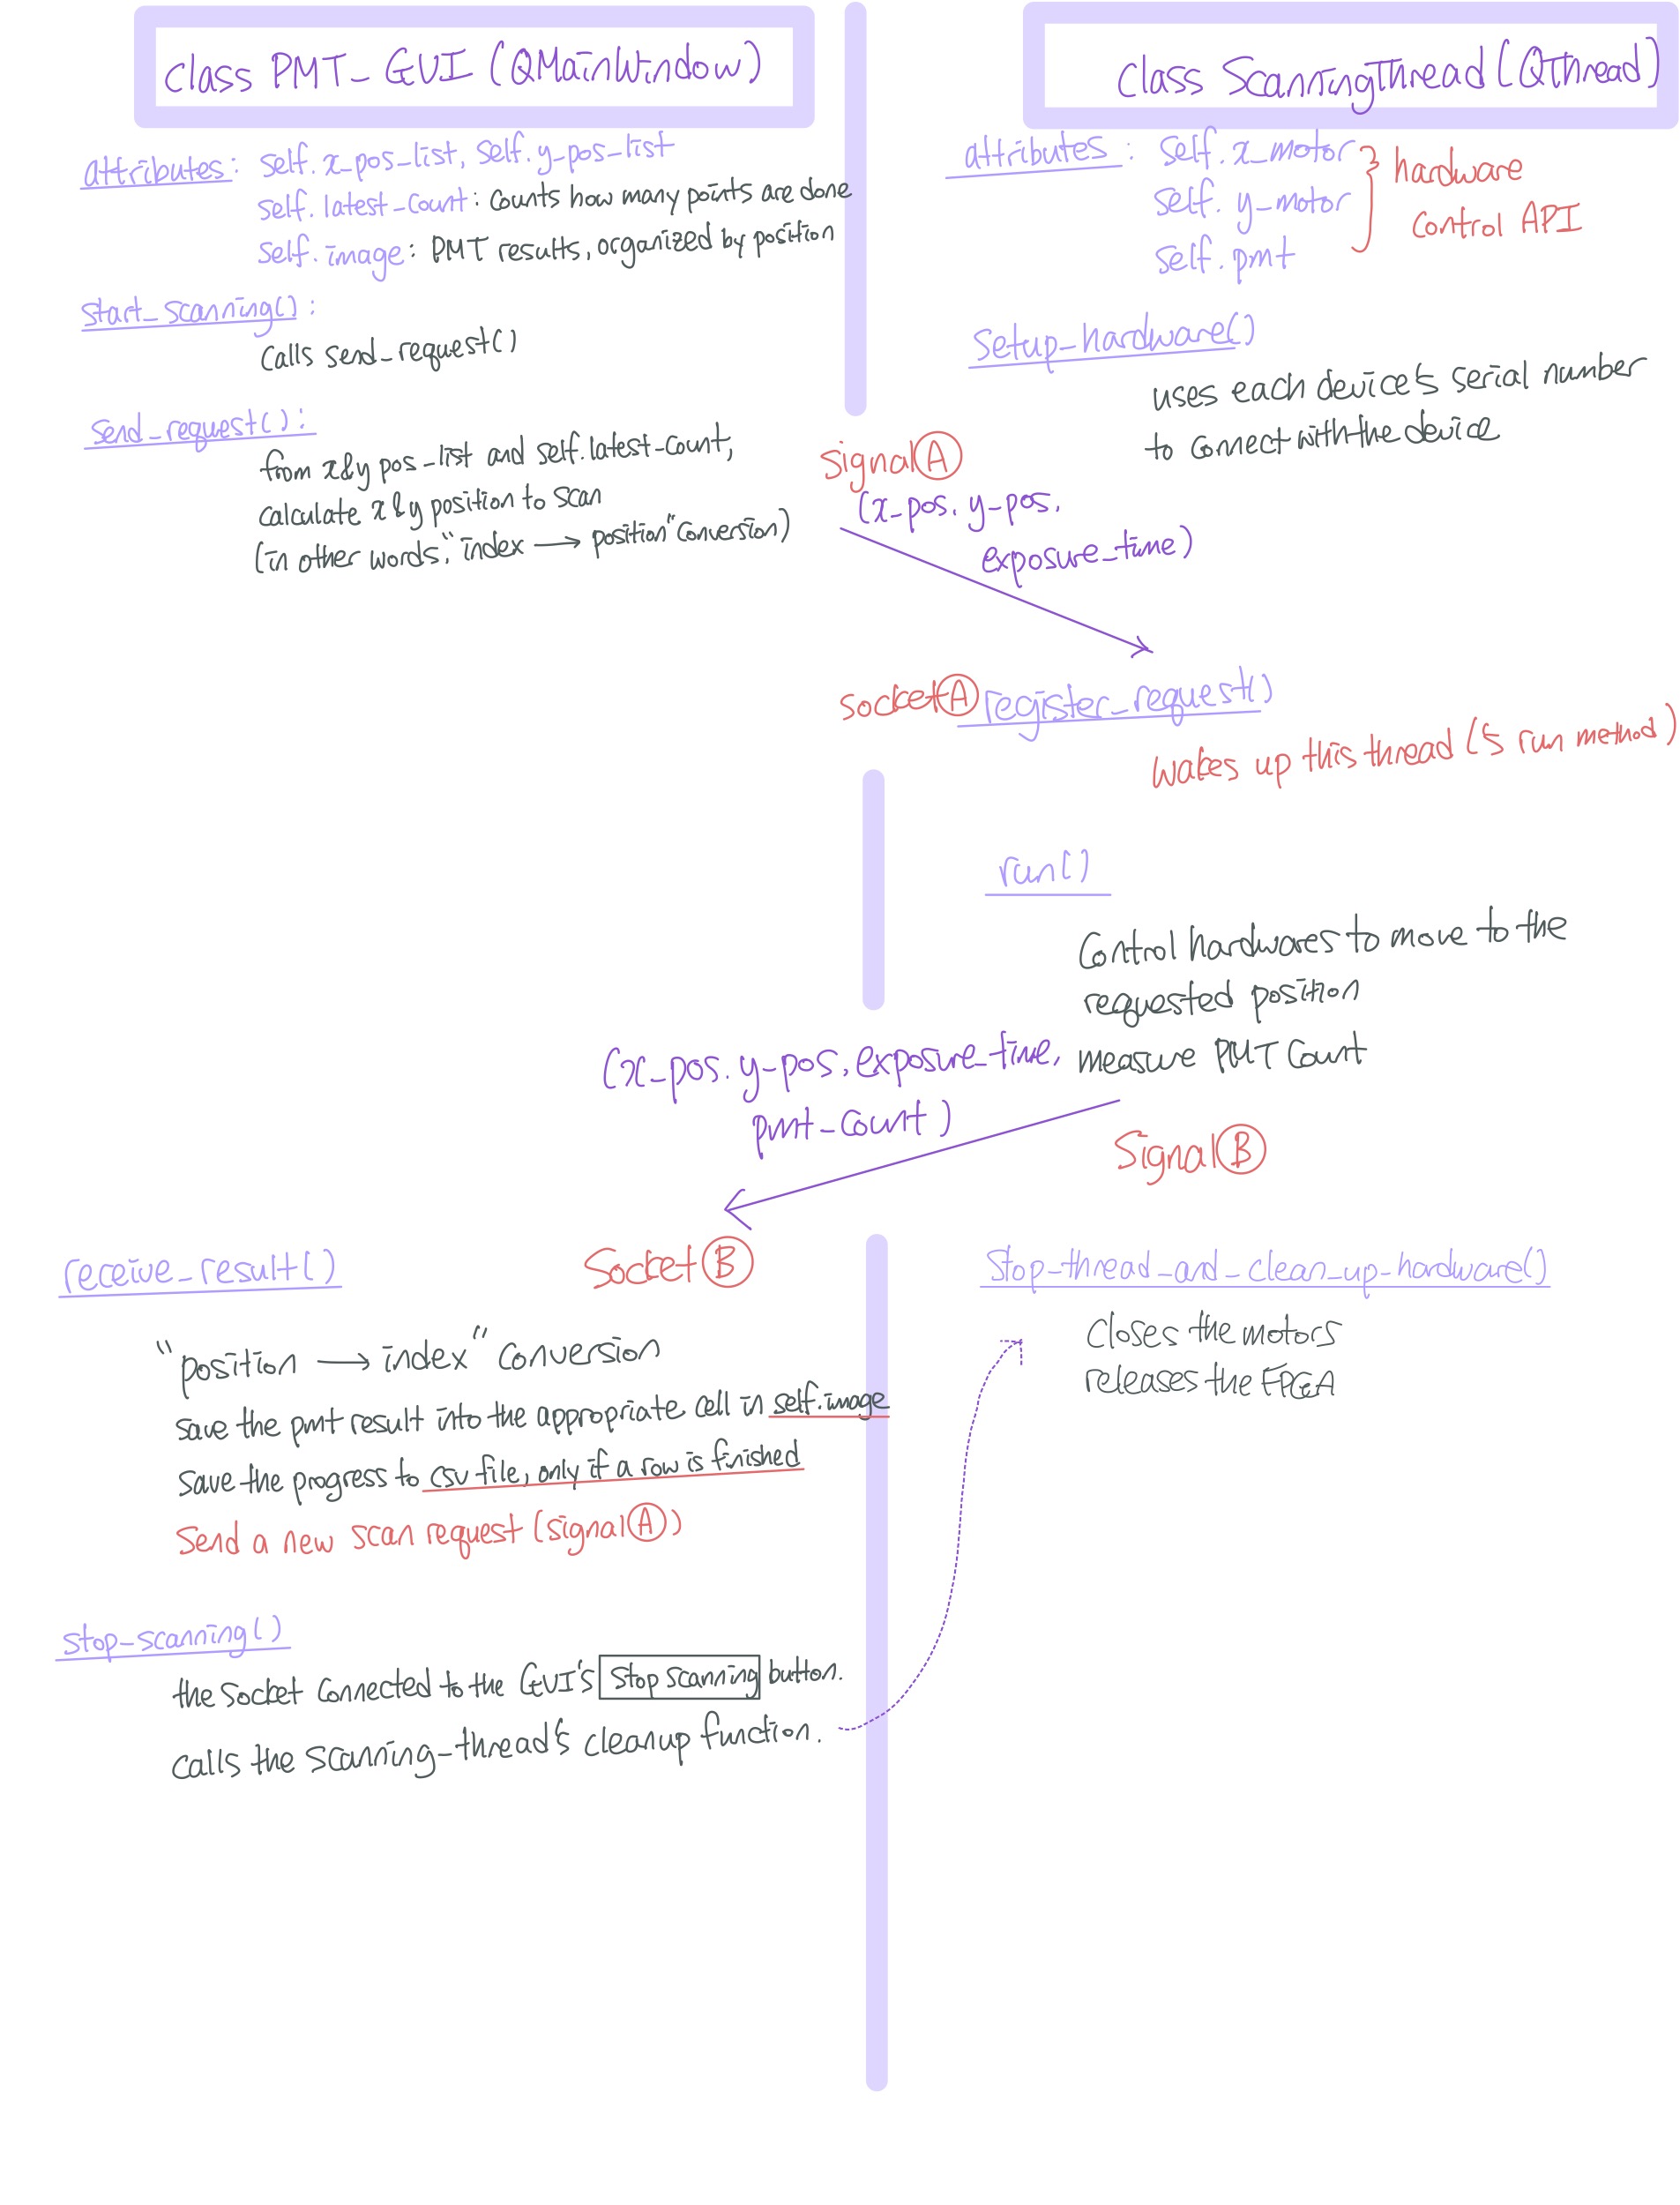 class PMT_GUI (QMainWindow)
attributes: self.x_pos_list, self.y_pos_list
self.latest_count: counts how many points are done
self.image: PMT results, organized by position
start_scanning():
calls send_request()
send_request():
from x&y pos_list and self.latest_count,
calculate x&y position to scan
(in other words, "index → position" conversion)
class ScanningThread (QThread)
attributes: self.x_motor
self.y_motor
self.pmt
} hardware
control API
setup_hardware()
uses each device's serial number
to connect with the device
signal Ⓐ
(x_pos, y_pos,
exposure_time)
socket Ⓐ register_request()
wakes up this thread ('s run method)
run()
control hardwares to move to the
requested position
measure PMT count
(x_pos, y_pos, exposure_time,
pmt_count)
Signal Ⓑ
receive_result()
Socket Ⓑ
"position → index" conversion
save the pmt result into the appropriate cell in self.image
save the progress to csv file, only if a row is finished
send a new scan request (signal Ⓐ)
stop_scanning()
the socket connected to the GUI's stop scanning button.
calls the scanning_thread's cleanup function.
stop_thread_and_clean_up_hardware()
closes the motors
releases the FPGA